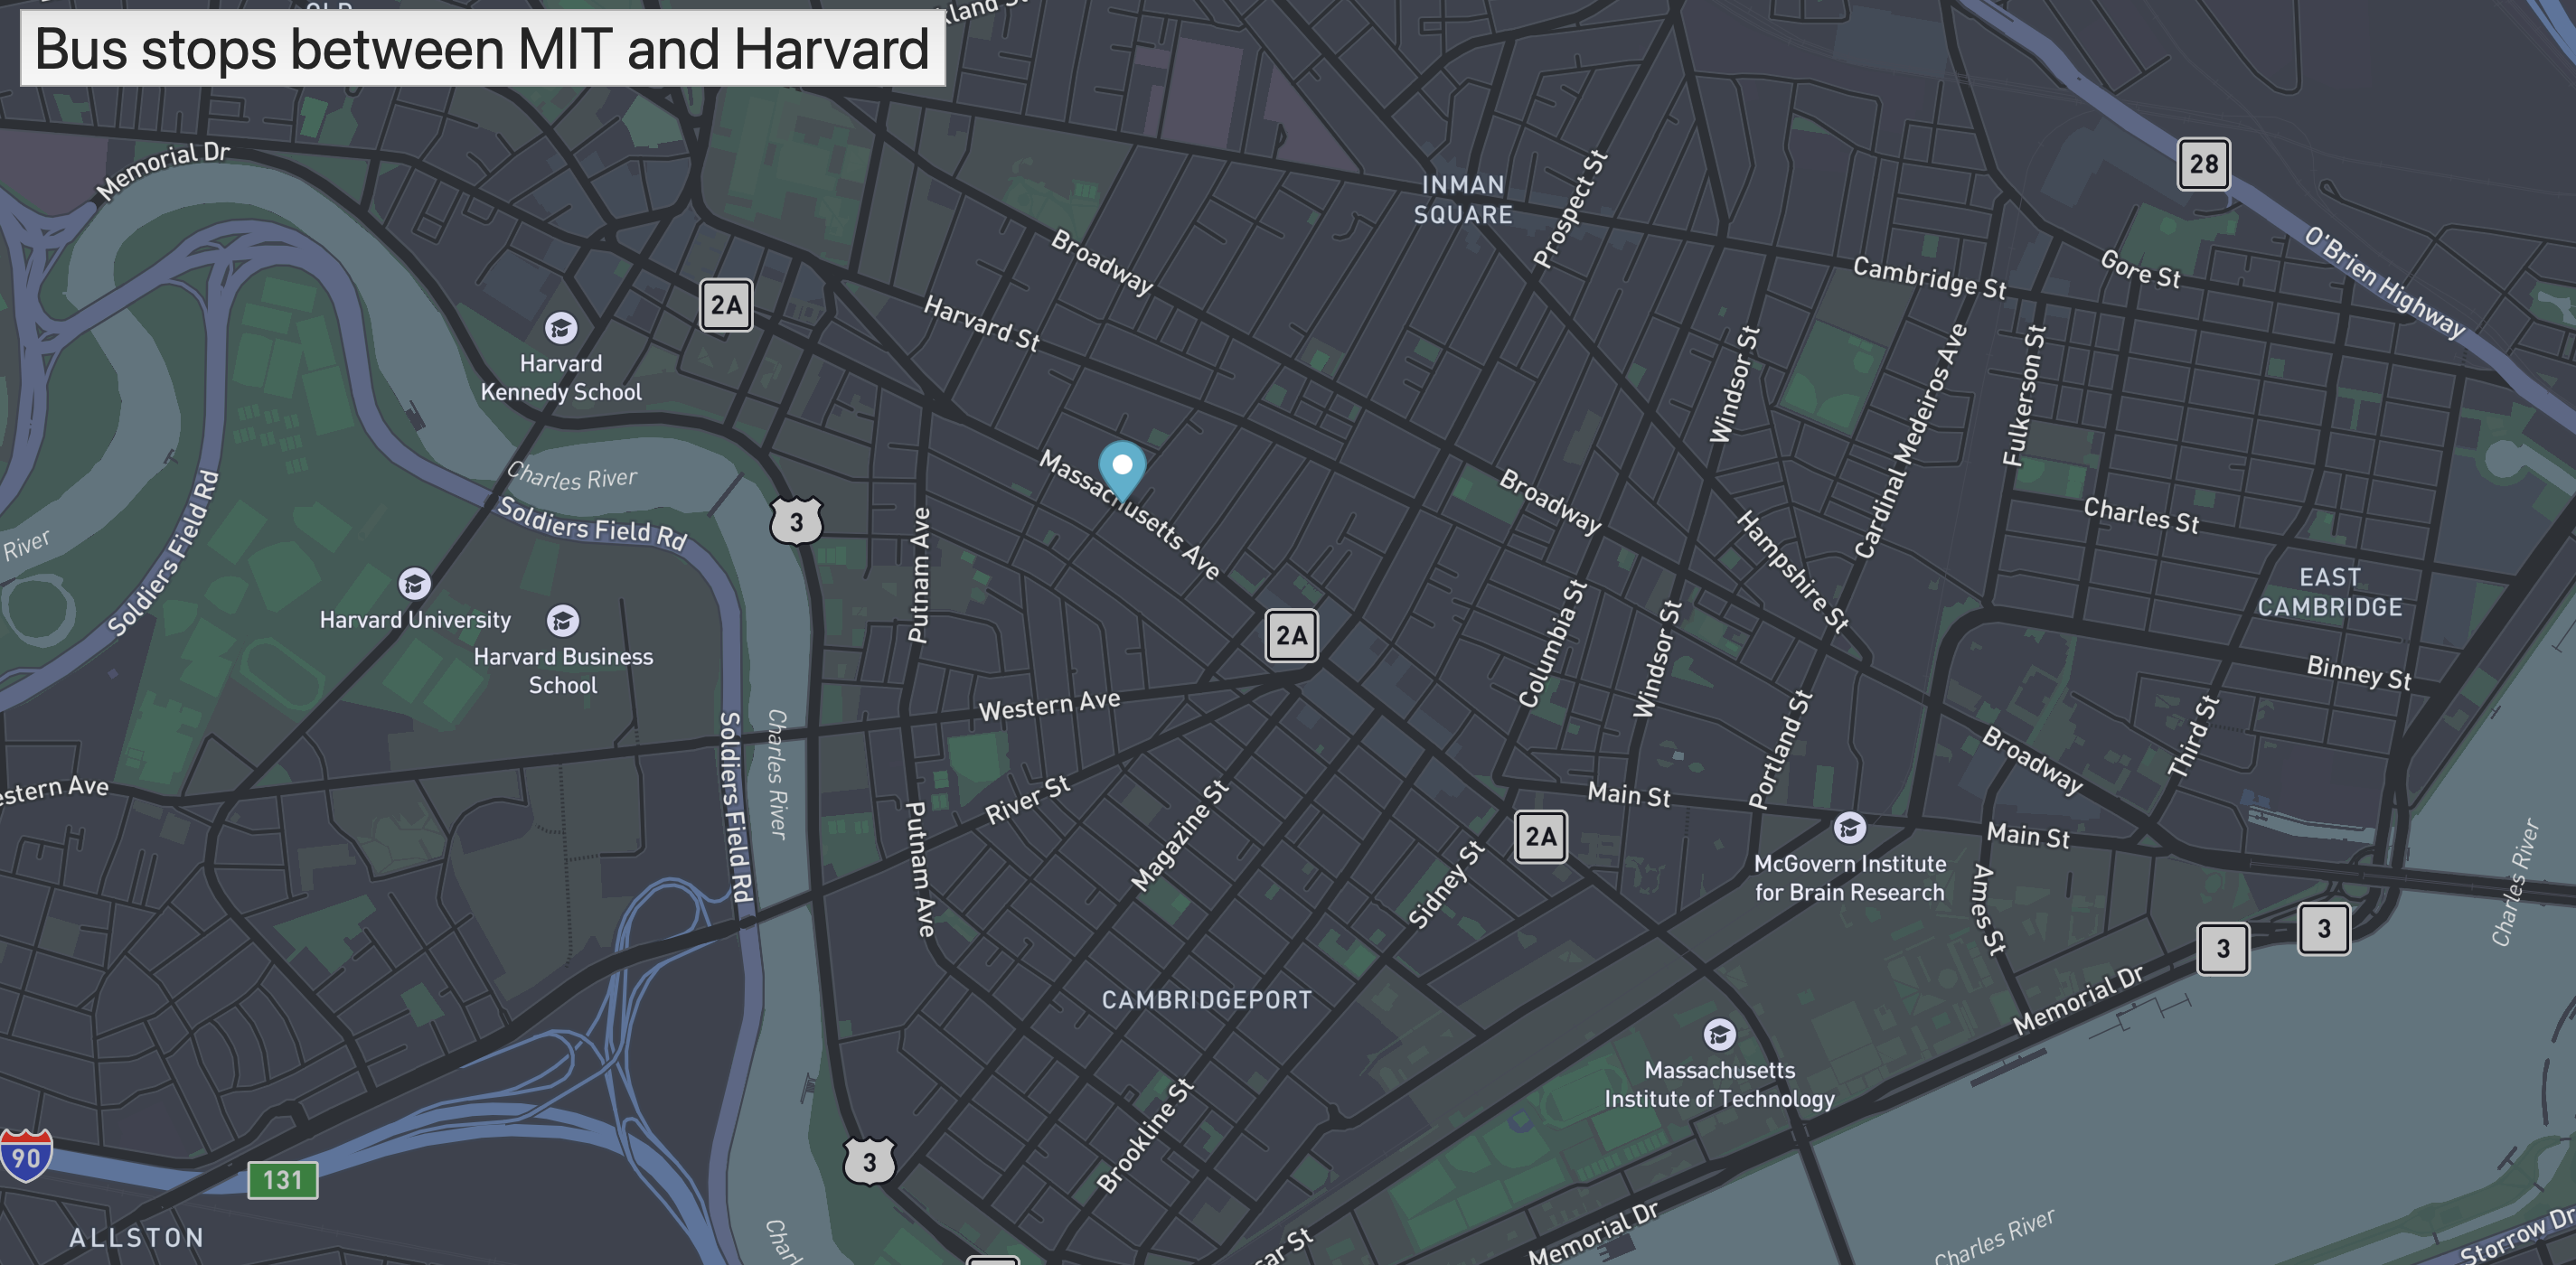 Bus stops between MIT and Harvard
Memorial Dr
INMAN
SQUARE
Prospect St
28
O'Brien Highway
Broadway
Cambridge St
Gore St
2A
Harvard St
Harvard
Kennedy School
Windsor St
Cardinal Medeiros Ave
Fulkerson St
Massachusetts Ave
Charles River
Soldiers Field Rd
Soldiers Field Rd
3
River
Putnam Ave
Broadway
Hampshire St
Charles St
EAST
CAMBRIDGE
Harvard University
Harvard Business
School
2A
Columbia St
Windsor St
Binney St
Western Ave
Portland St
Third St
Broadway
Soldiers Field Rd
Charles River
River St
Magazine St
Main St
2A
Main St
Putnam Ave
Sidney St
McGovern Institute
for Brain Research
Ames St
Charles River
3
3
CAMBRIDGEPORT
Memorial Dr
Massachusetts
Institute of Technology
Brookline St
3
90
131
ALLSTON
Memorial Dr
Charles River
Storrow Dr